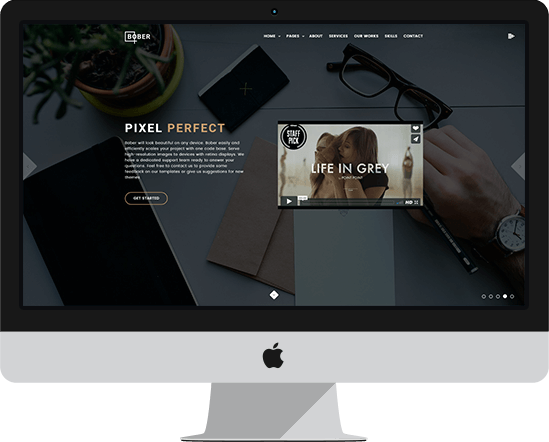 BOBER
HOME PAGES ABOUT SERVICES OUR WORKS SKILLS CONTACT
PIXEL PERFECT
Bober will look beautiful on any device. Bober easily and
efficiently scales your project with one code base. Serve
high-resolution images to devices with retina displays. We
have a dedicated support team ready to answer your
questions. Feel free to contact us to provide some
feedback on our templates or give us suggestions for new
themes.
GET STARTED
STAFF
PICK
LIFE IN GREY
HD